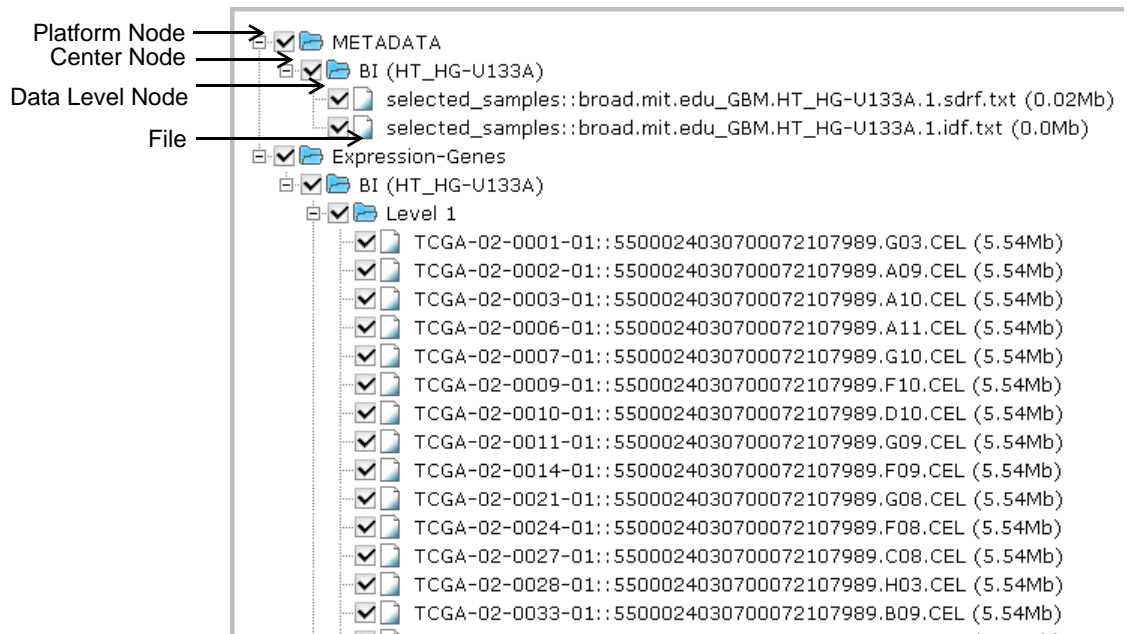 Platform Node
Center Node
Data Level Node
File
METADATA
BI (HT_HG-U133A)
selected_samples::broad.mit.edu_GBM.HT_HG-U133A.1.sdrf.txt (0.02Mb)
selected_samples::broad.mit.edu_GBM.HT_HG-U133A.1.idf.txt (0.0Mb)
Expression-Genes
BI (HT_HG-U133A)
Level 1
TCGA-02-0001-01::5500024030700072107989.G03.CEL (5.54Mb)
TCGA-02-0002-01::5500024030700072107989.A09.CEL (5.54Mb)
TCGA-02-0003-01::5500024030700072107989.A10.CEL (5.54Mb)
TCGA-02-0006-01::5500024030700072107989.A11.CEL (5.54Mb)
TCGA-02-0007-01::5500024030700072107989.G10.CEL (5.54Mb)
TCGA-02-0009-01::5500024030700072107989.F10.CEL (5.54Mb)
TCGA-02-0010-01::5500024030700072107989.D10.CEL (5.54Mb)
TCGA-02-0011-01::5500024030700072107989.G09.CEL (5.54Mb)
TCGA-02-0014-01::5500024030700072107989.F09.CEL (5.54Mb)
TCGA-02-0021-01::5500024030700072107989.G08.CEL (5.54Mb)
TCGA-02-0024-01::5500024030700072107989.F08.CEL (5.54Mb)
TCGA-02-0027-01::5500024030700072107989.C08.CEL (5.54Mb)
TCGA-02-0028-01::5500024030700072107989.H03.CEL (5.54Mb)
TCGA-02-0033-01::5500024030700072107989.B09.CEL (5.54Mb)